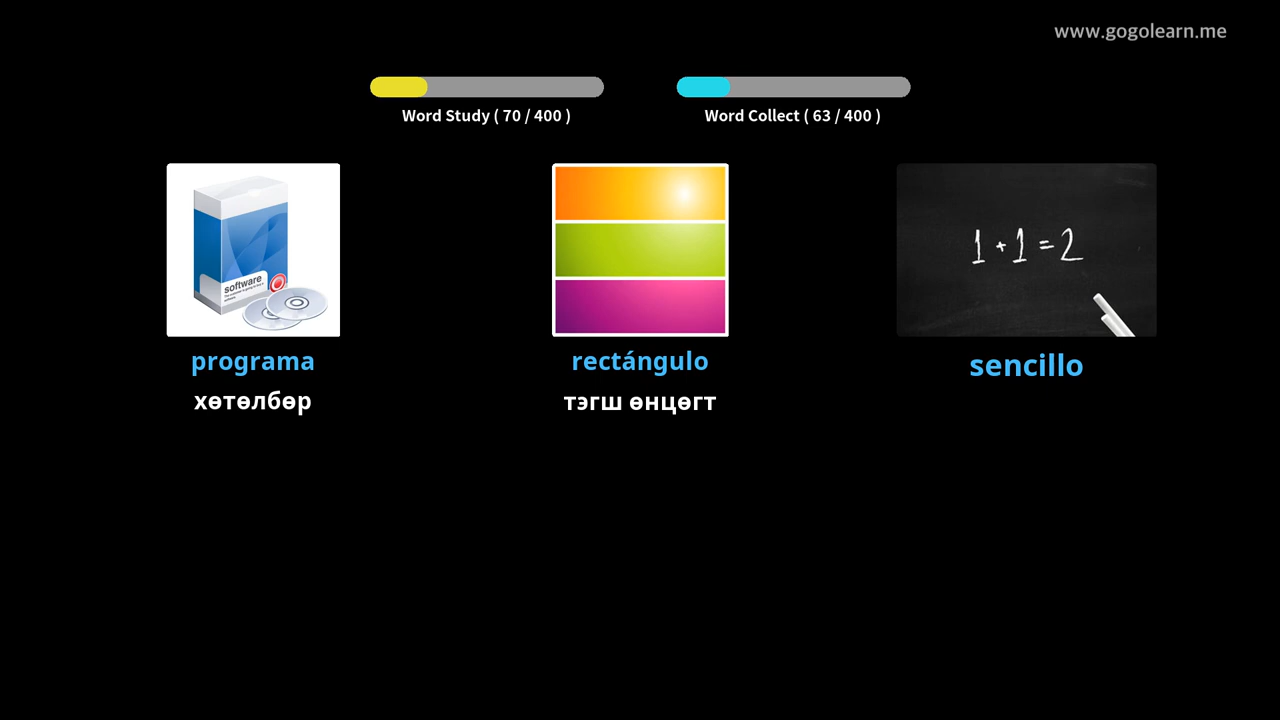 www.gogolearn.me
Word Study ( 70 / 400 )
Word Collect ( 63 / 400 )
software
1 + 1 = 2
programa
rectángulo
sencillo
хөтөлбөр
тэгш өнцөгт